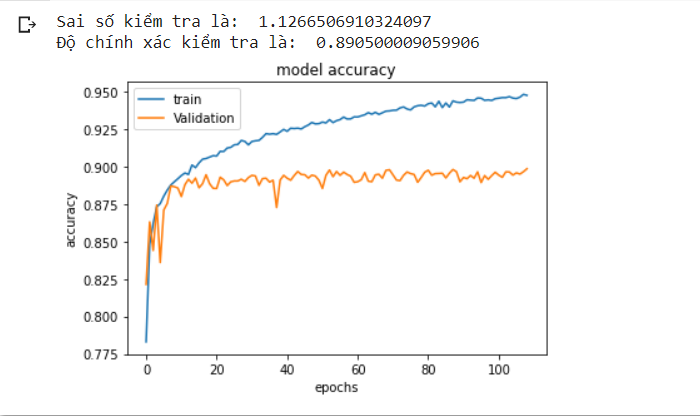 Sai số kiểm tra là:  1.1266506910324097
Độ chính xác kiểm tra là:  0.890500009059906
model accuracy
train
Validation
0.950
0.925
0.900
0.875
0.850
0.825
0.800
0.775
accuracy
0 20 40 60 80 100
epochs